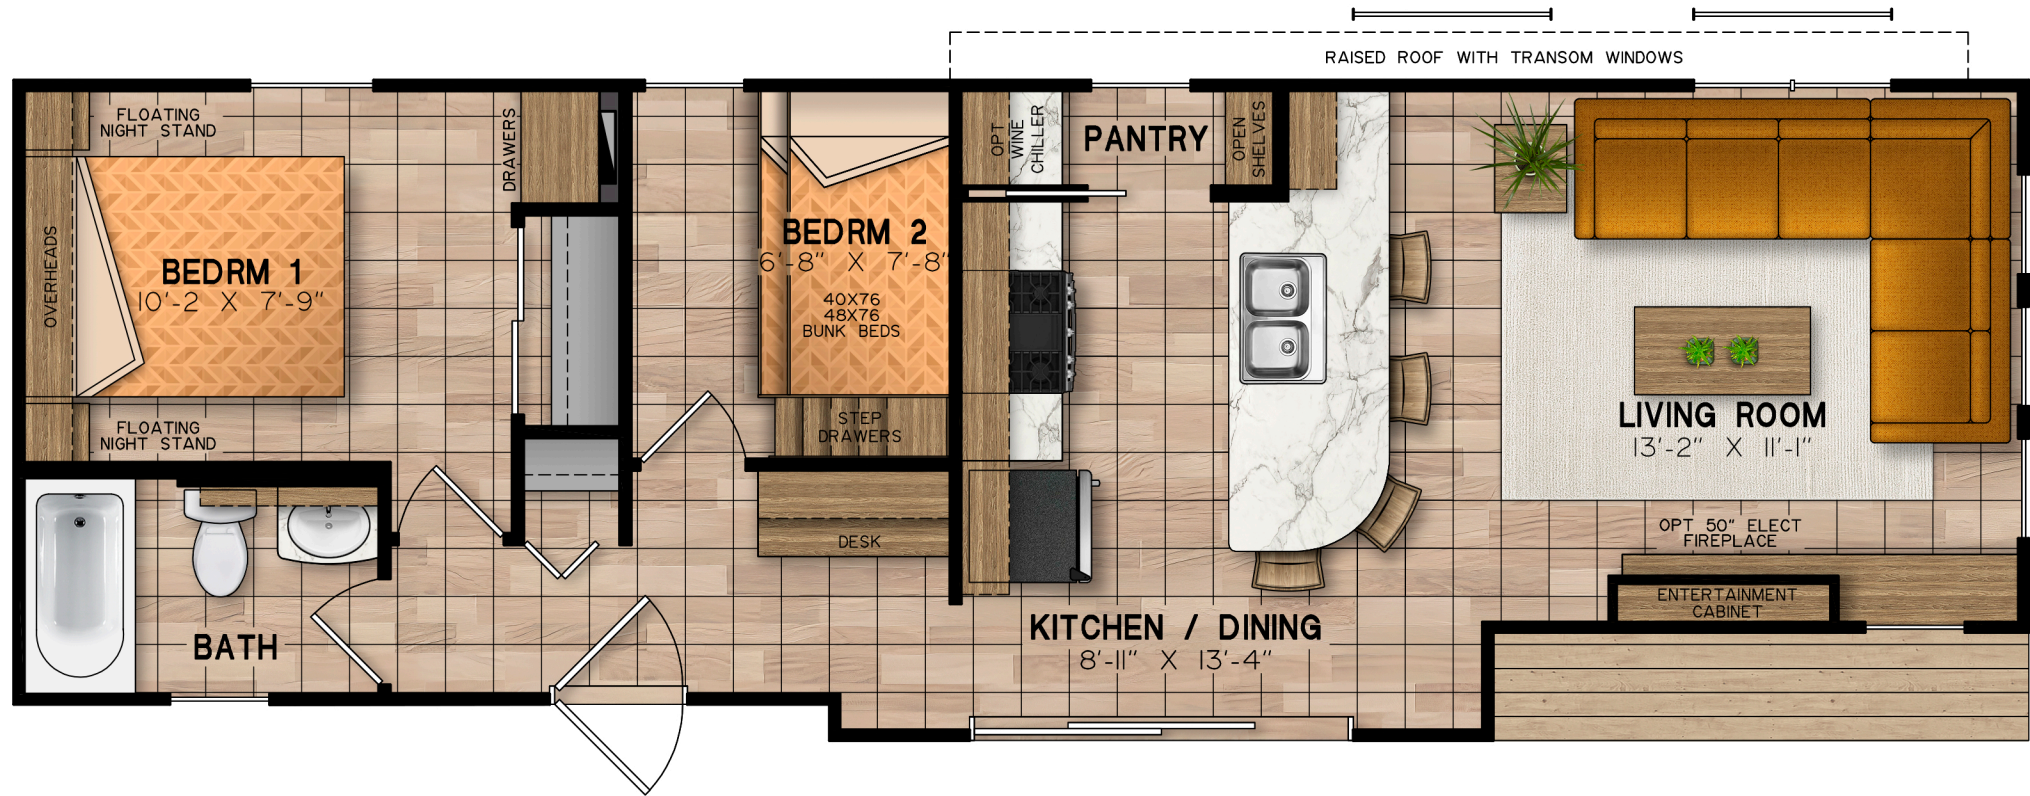 RAISED ROOF WITH TRANSOM WINDOWS
FLOATING
NIGHT STAND
OVERHEADS
BEDRM 1
10'-2 X 7'-9"
FLOATING
NIGHT STAND
DRAWERS
BATH
BEDRM 2
6'-8" X 7'-8"
40X76
48X76
BUNK BEDS
STEP
DRAWERS
DESK
OPT
WINE
CHILLER
PANTRY
OPEN
SHELVES
KITCHEN / DINING
8'-11" X 13'-4"
LIVING ROOM
13'-2" X 11'-1"
OPT 50" ELECT
FIREPLACE
ENTERTAINMENT
CABINET